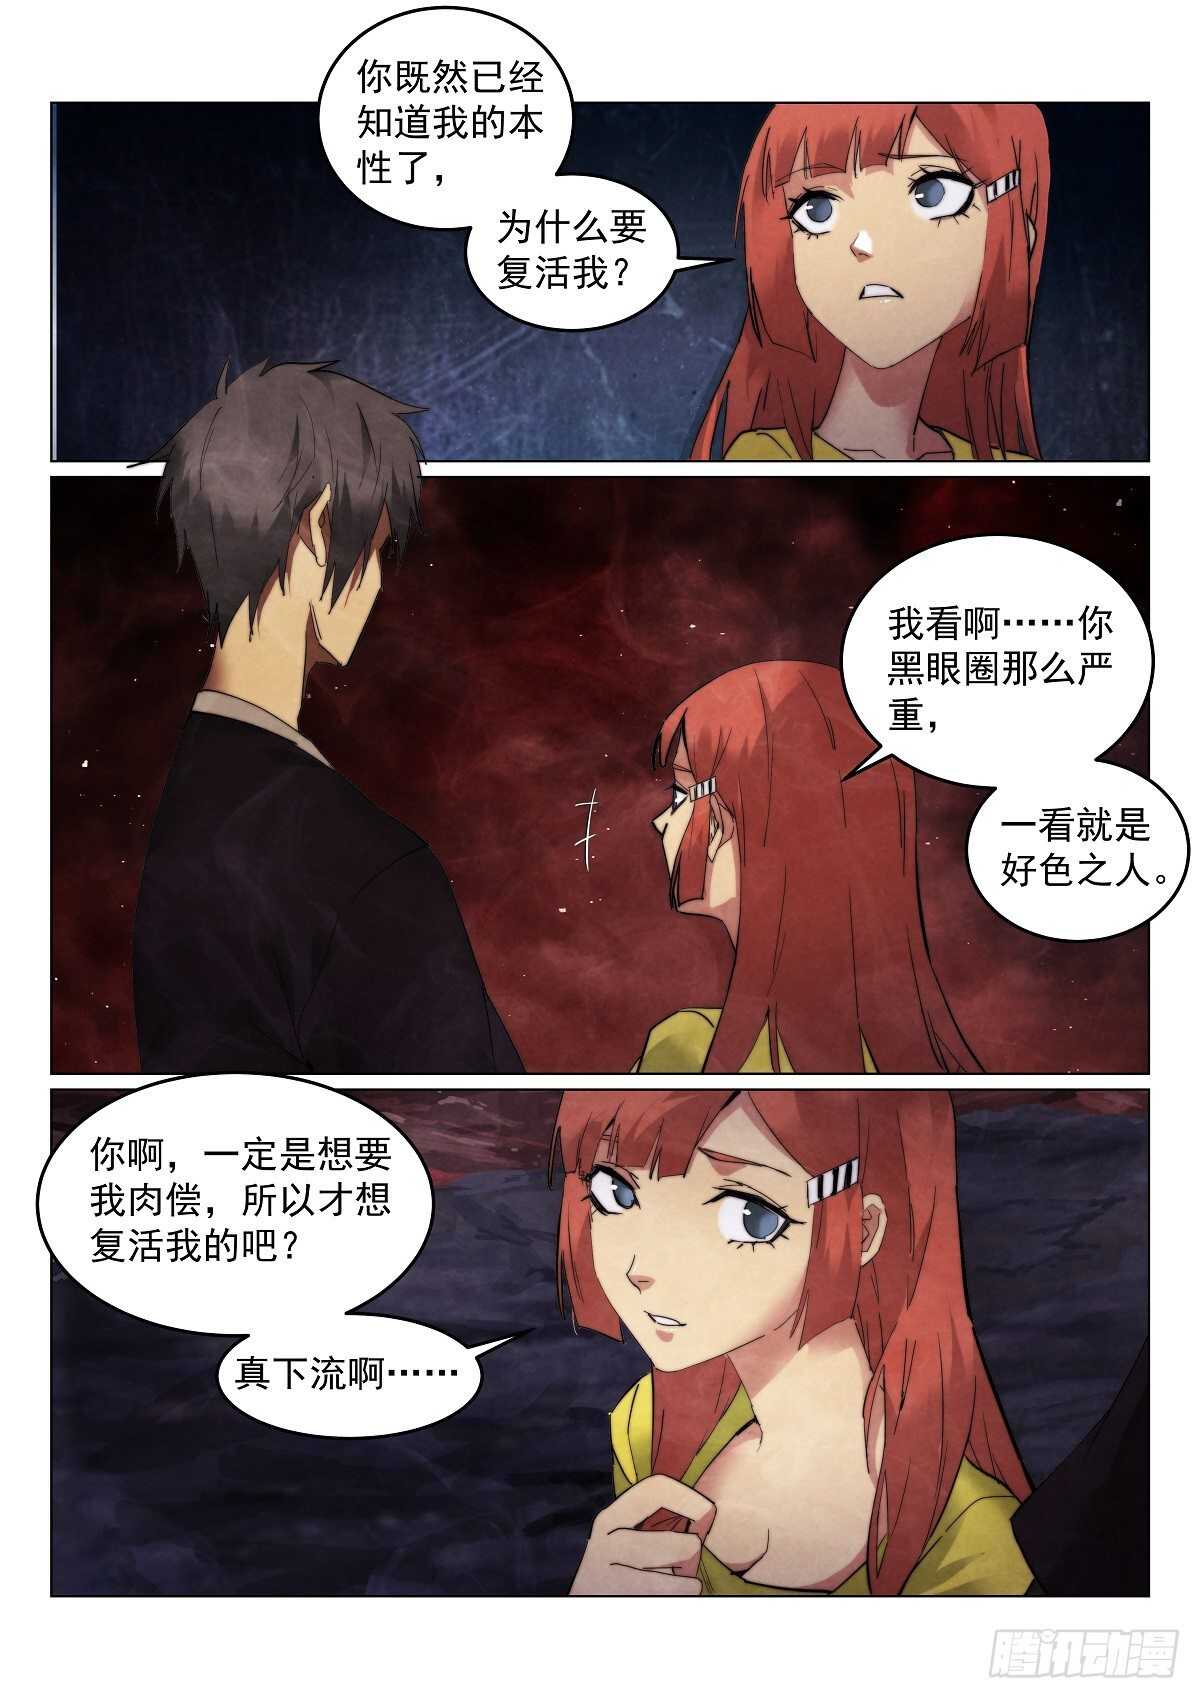 你既然已经
知道我的本
性了，
为什么要
复活我？
我看啊……你
黑眼圈那么严
重，
一看就是
好色之人。
你啊，一定是想要
我肉偿，所以才想
复活我的吧？
真下流啊……
腾讯动漫